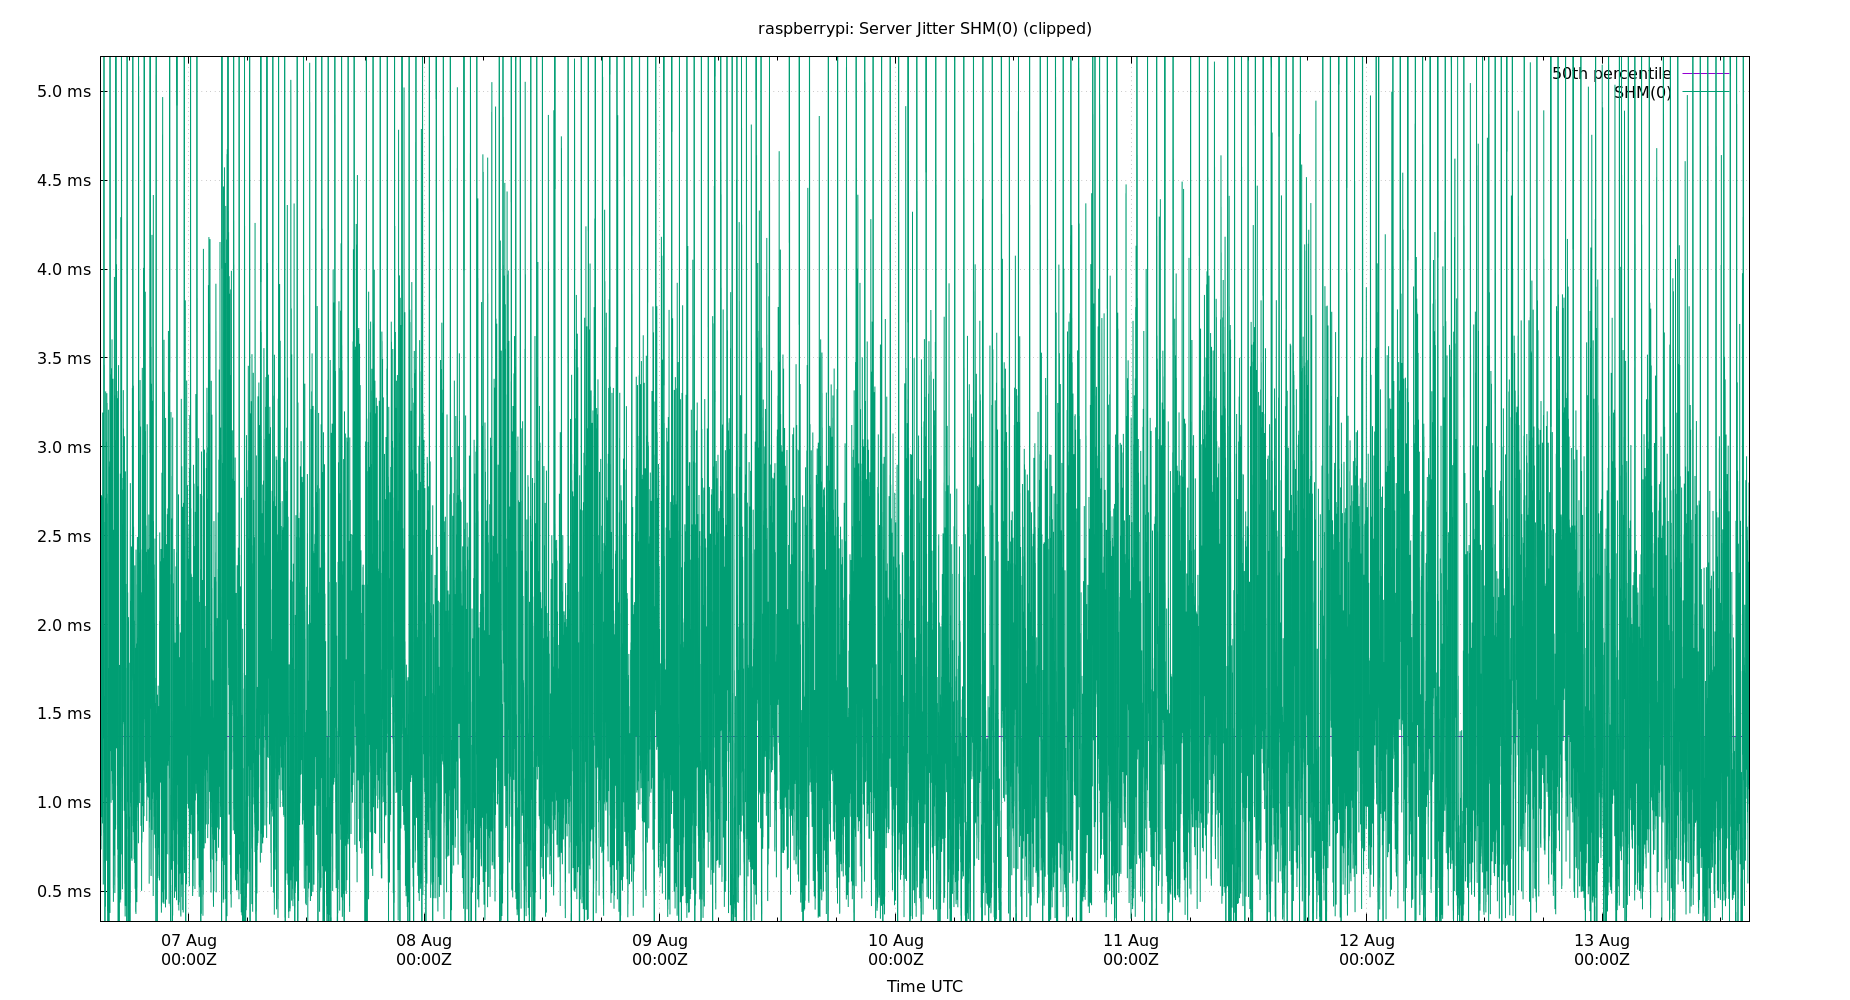 raspberrypi: Server Jitter SHM(0) (clipped)
50th percentile
SHM(0)
5.0 ms
4.5 ms
4.0 ms
3.5 ms
3.0 ms
2.5 ms
2.0 ms
1.5 ms
1.0 ms
0.5 ms
07 Aug 08 Aug 09 Aug 10 Aug 11 Aug 12 Aug 13 Aug
00:00Z 00:00Z 00:00Z 00:00Z 00:00Z 00:00Z 00:00Z
Time UTC